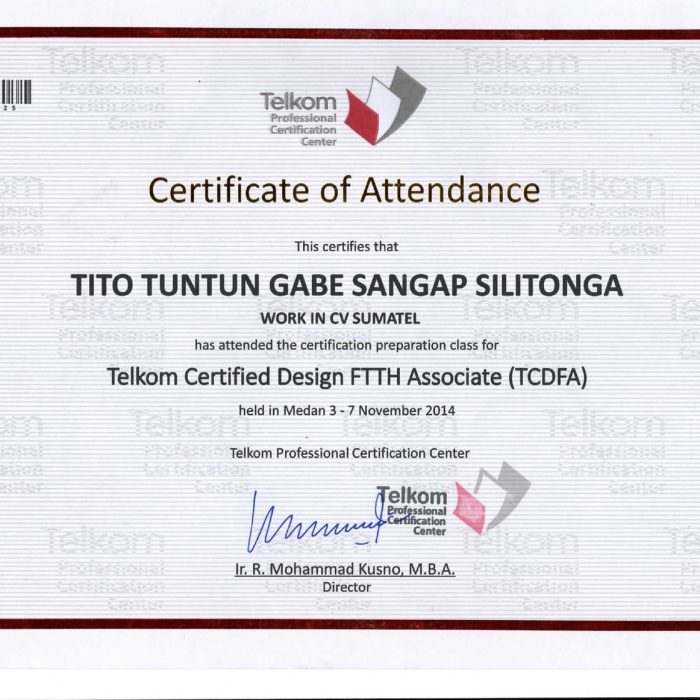 25
Telkom
Professional
Certification
Center
Certificate of Attendance
This certifies that
TITO TUNTUN GABE SANGAP SILITONGA
WORK IN CV SUMATEL
has attended the certification preparation class for
Telkom Certified Design FTTH Associate (TCDFA)
held in Medan 3 - 7 November 2014
Telkom Professional Certification Center
Telkom
Professional
Certification
Center
Ir. R. Mohammad Kusno, M.B.A.
Director